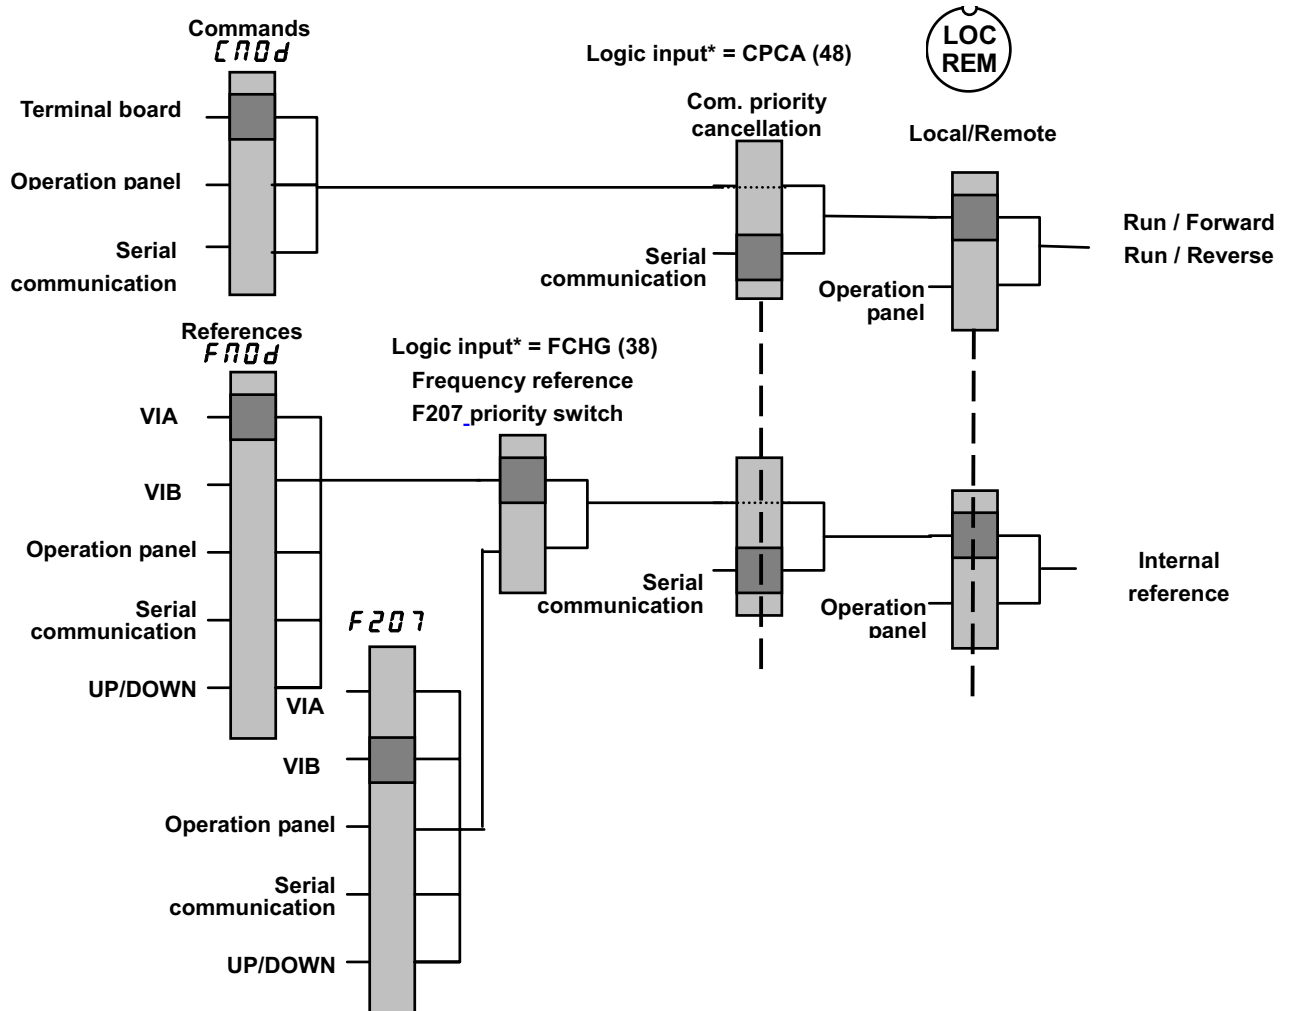 Commands
CMOd
Terminal board
Operation panel
Serial
communication
Logic input* = CPCA (48)
Com. priority
cancellation
Serial
communication
LOC
REM
Local/Remote
Operation
panel
Run / Forward
Run / Reverse
References
FMOd
VIA
VIB
Operation panel
Serial
communication
UP/DOWN
Logic input* = FCHG (38)
Frequency reference
F207 priority switch
Serial
communication
Operation
panel
Internal
reference
F207
VIA
VIB
Operation panel
Serial
communication
UP/DOWN